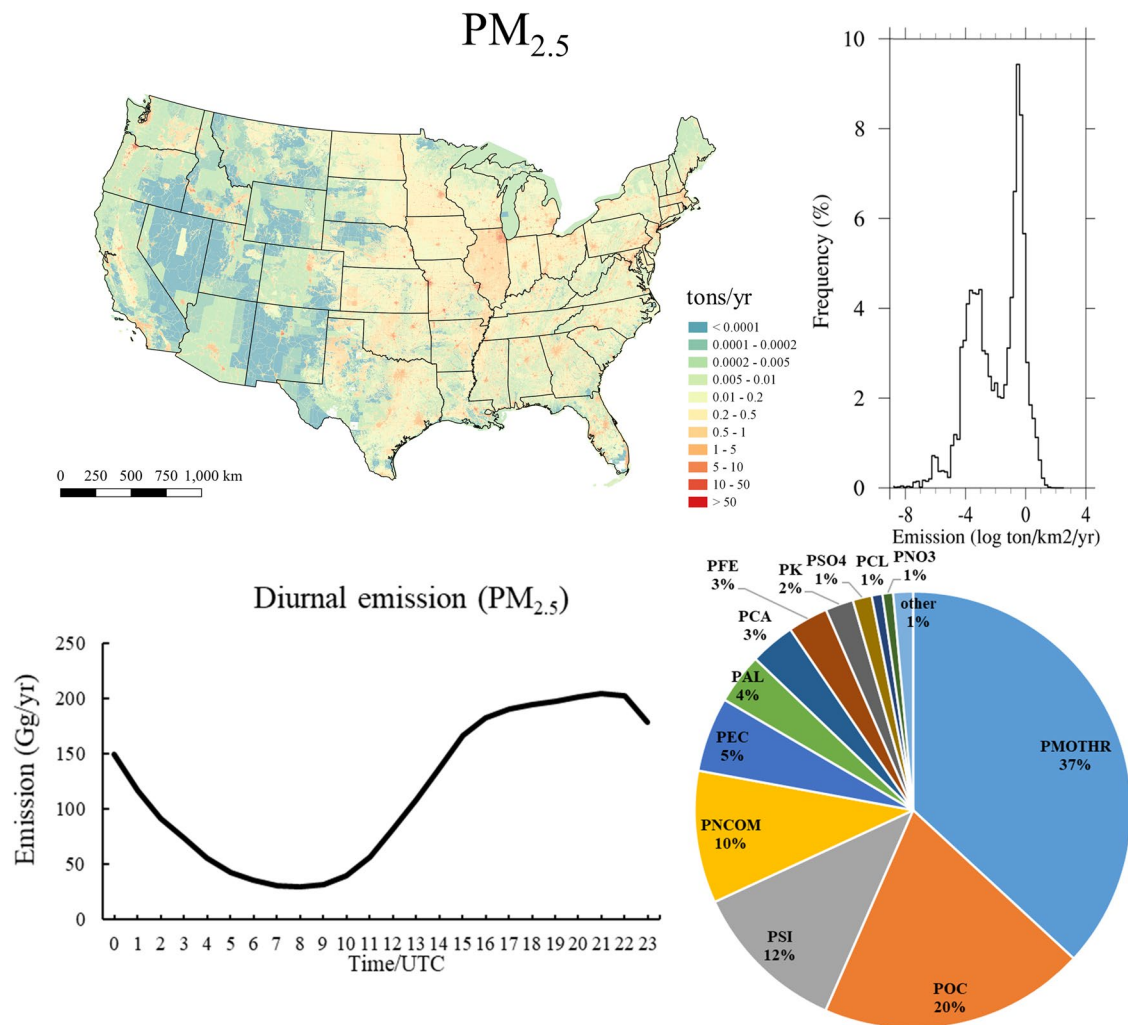 PM2.5
tons/yr
< 0.0001
0.0001 - 0.0002
0.0002 - 0.005
0.005 - 0.01
0.01 - 0.2
0.2 - 0.5
0.5 - 1
1 - 5
5 - 10
10 - 50
> 50
0 250 500 750 1,000 km
10
8
6
4
2
0
Frequency (%)
-8 -4 0 4
Emission (log ton/km2/yr)
Diurnal emission (PM2.5)
Emission (Gg/yr)
250
200
150
100
50
0
0 1 2 3 4 5 6 7 8 9 10 11 12 13 14 15 16 17 18 19 20 21 22 23
Time/UTC
PMOTHR
37%
POC
20%
PSI
12%
PNCOM
10%
PEC
5%
PAL
4%
PCA
3%
PFE
3%
PK
2%
PSO4
1%
PCL
1%
PNO3
1%
other
1%